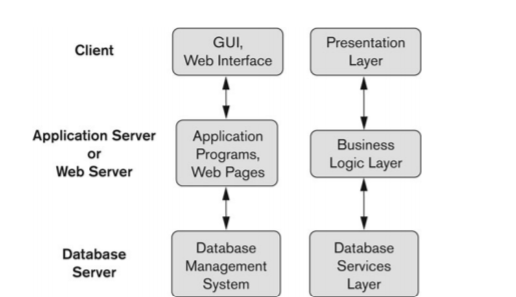 Client
GUI,
Web Interface
Presentation
Layer
Application Server
or
Web Server
Application
Programs,
Web Pages
Business
Logic Layer
Database
Server
Database
Management
System
Database
Services
Layer